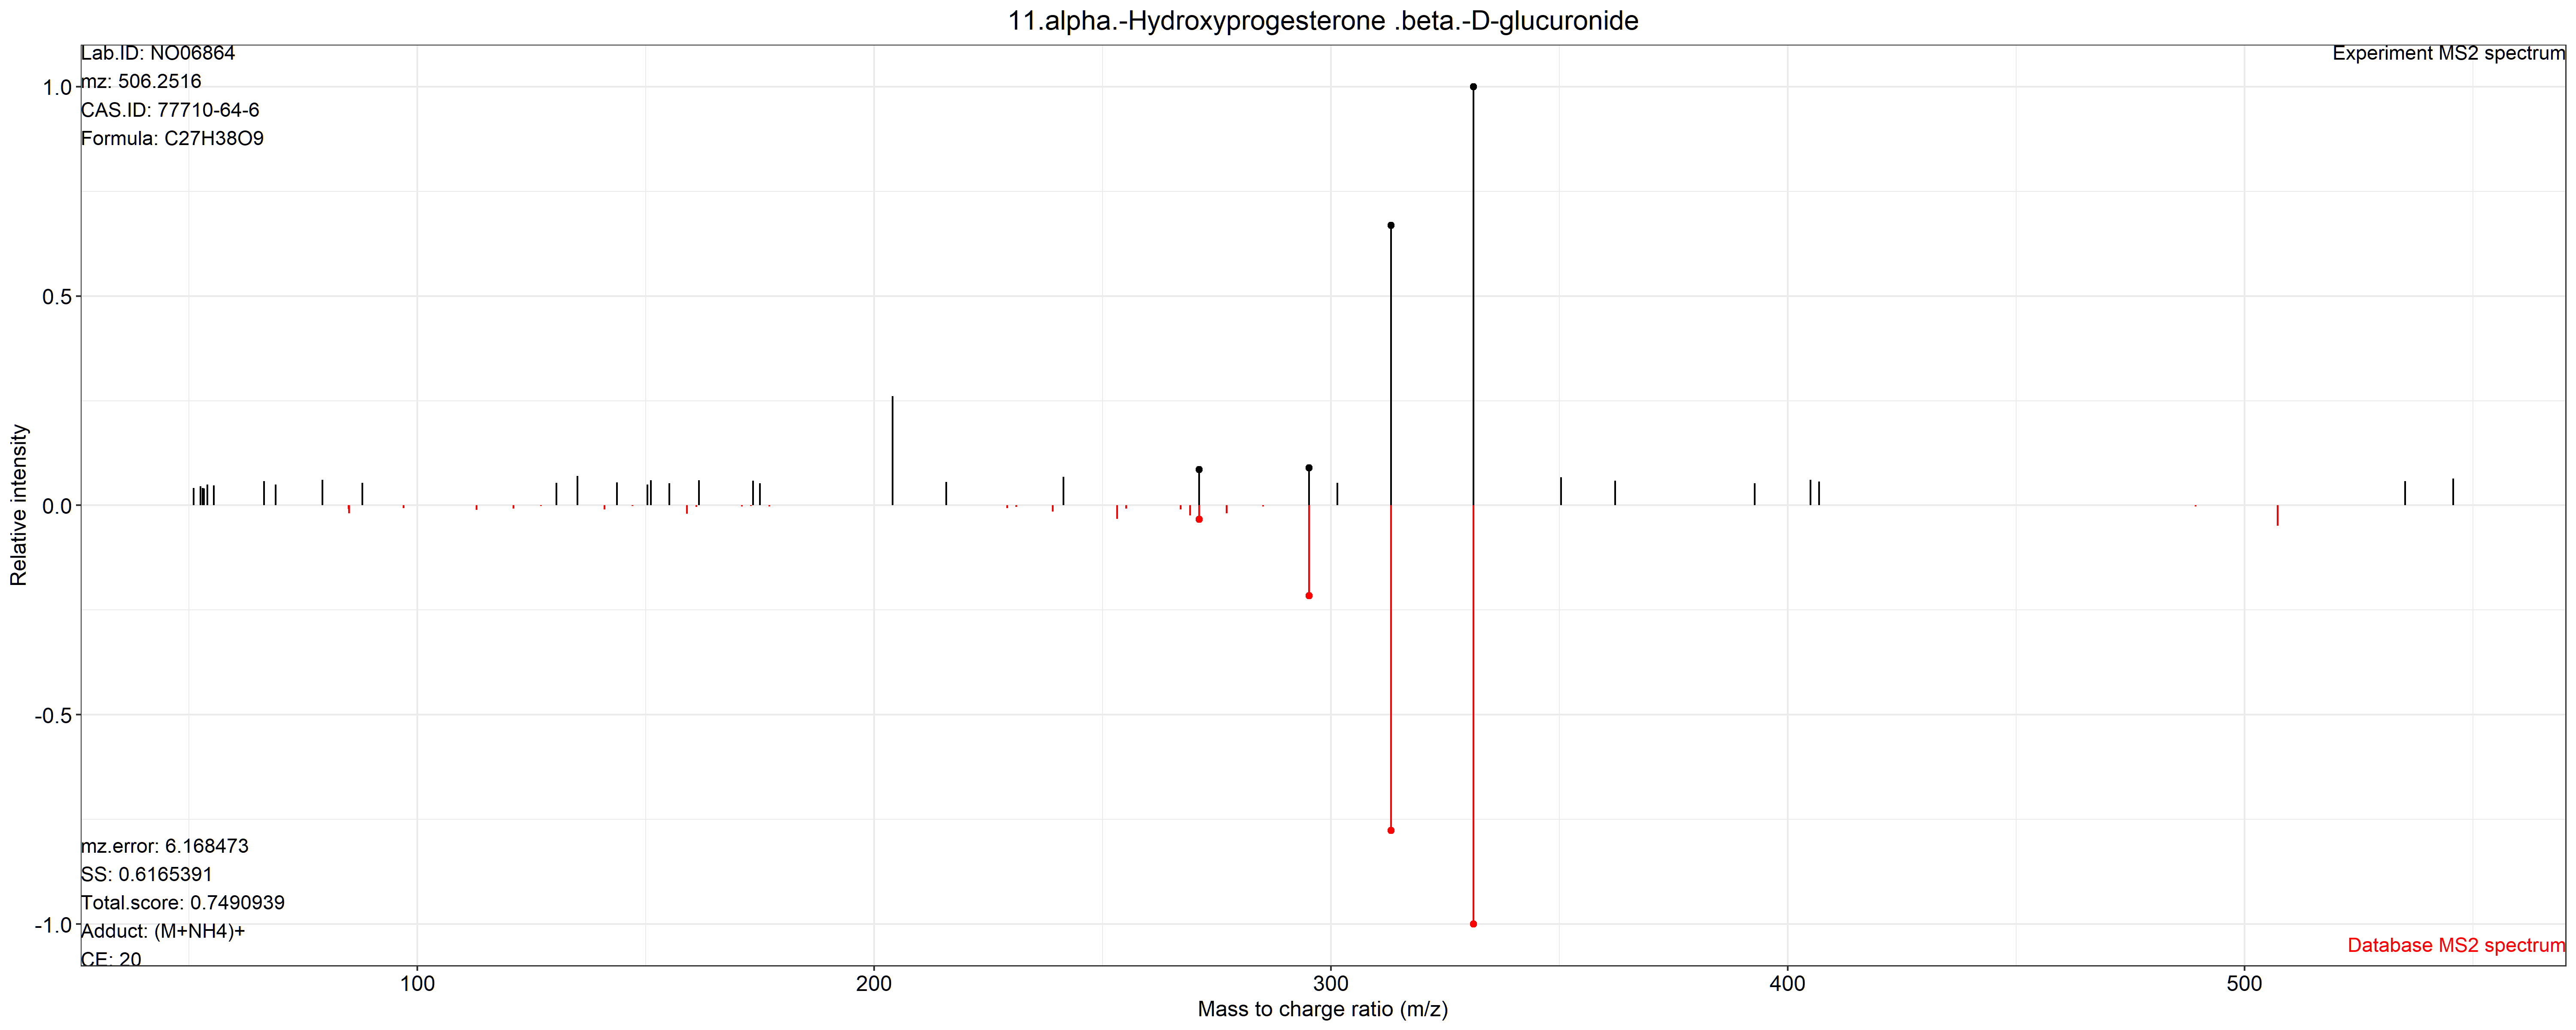 11.alpha.-Hydroxyprogesterone .beta.-D-glucuronide
Lab.ID: NO06864
mz: 506.2516
CAS.ID: 77710-64-6
Formula: C27H38O9
Experiment MS2 spectrum
1.0
0.5
0.0
-0.5
-1.0
Relative intensity
mz.error: 6.168473
SS: 0.6165391
Total.score: 0.7490939
Adduct: (M+NH4)+
CE: 20
Database MS2 spectrum
100 200 300 400 500
Mass to charge ratio (m/z)